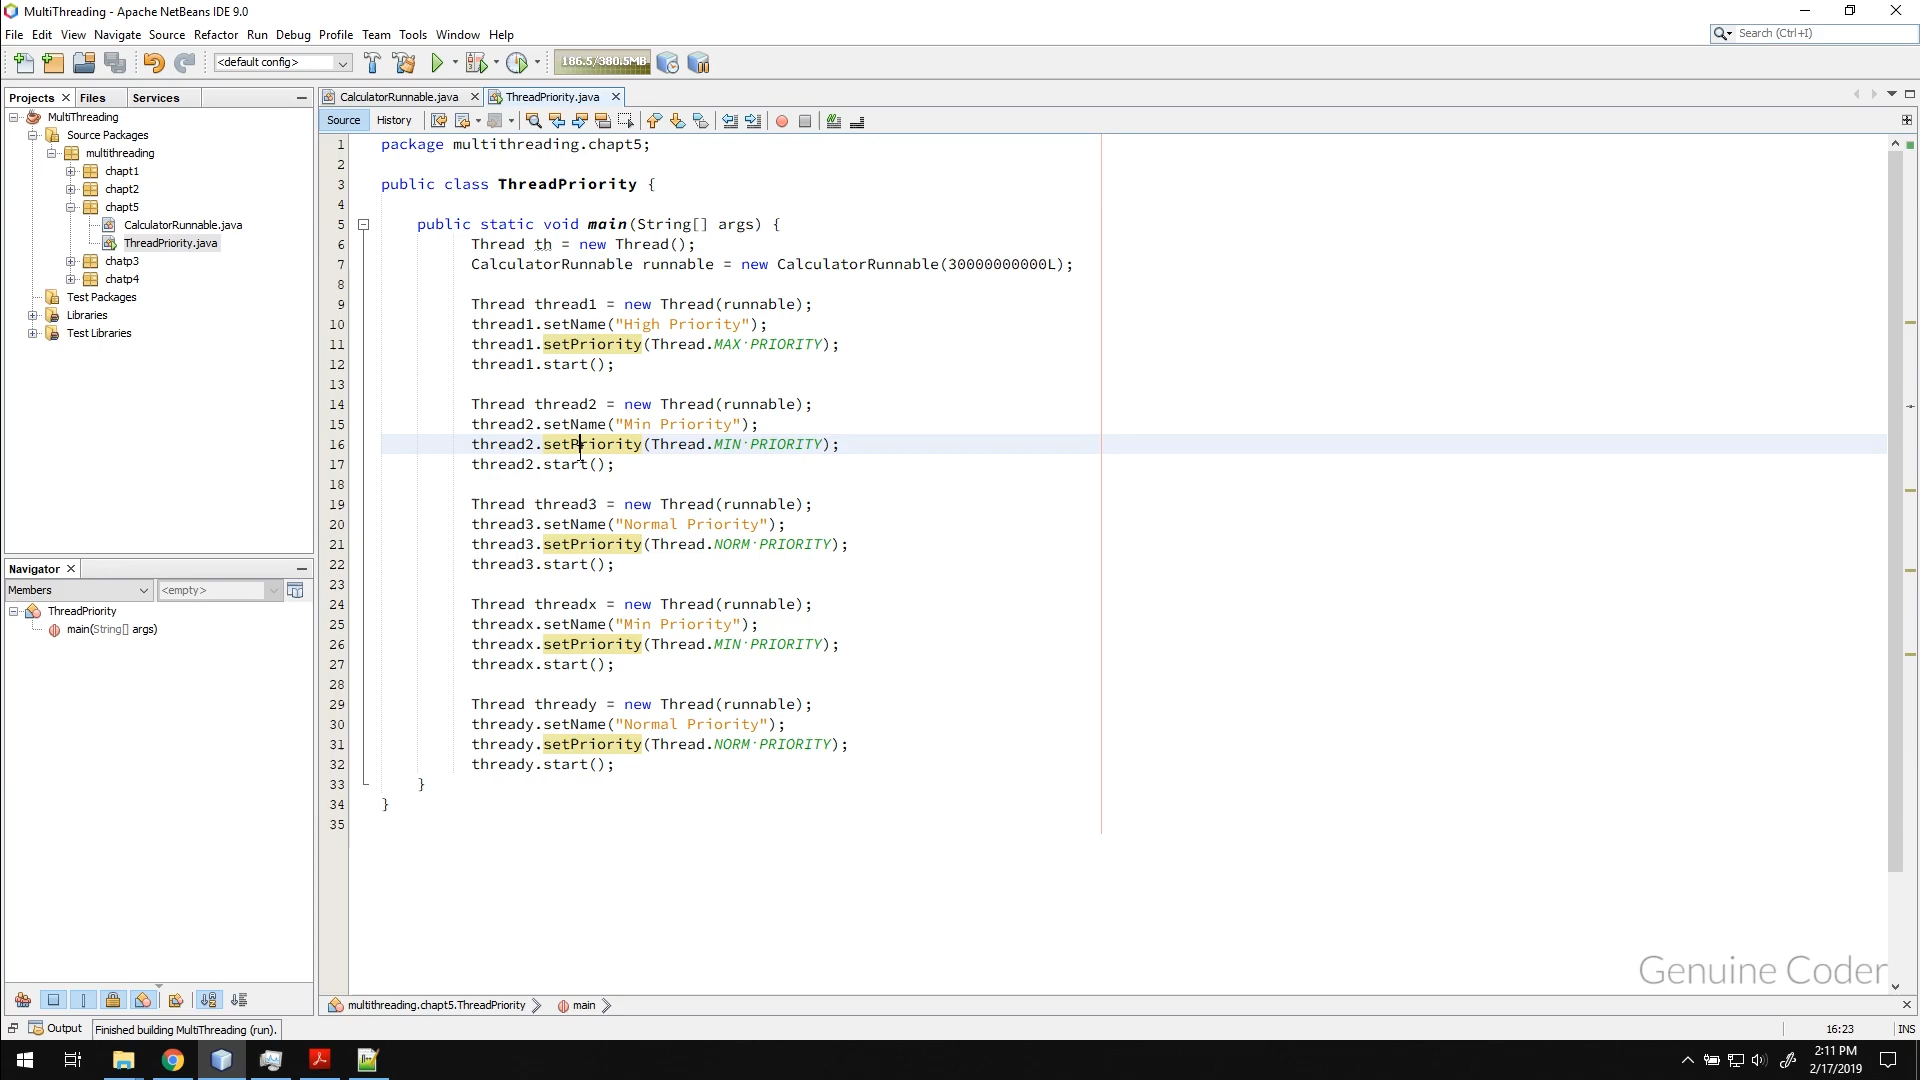 MultiThreading - Apache NetBeans IDE 9.0
File Edit View Navigate Source Refactor Run Debug Profile Team Tools Window Help
Search (Ctrl+I)
<default config>
186.5/380.5MB
Projects Files Services
CalculatorRunnable.java ThreadPriority.java
Source History
MultiThreading
Source Packages
multithreading
chapt1
chapt2
chapt5
CalculatorRunnable.java
ThreadPriority.java
chatp3
chatp4
Test Packages
Libraries
Test Libraries
Navigator
Members <empty>
ThreadPriority
main(String[] args)
1 package multithreading.chapt5;
2
3 public class ThreadPriority {
4
5 public static void main(String[] args) {
6 Thread th = new Thread();
7 CalculatorRunnable runnable = new CalculatorRunnable(30000000000L);
8
9 Thread thread1 = new Thread(runnable);
10 thread1.setName("High Priority");
11 thread1.setPriority(Thread.MAX_PRIORITY);
12 thread1.start();
13
14 Thread thread2 = new Thread(runnable);
15 thread2.setName("Min Priority");
16 thread2.setPriority(Thread.MIN_PRIORITY);
17 thread2.start();
18
19 Thread thread3 = new Thread(runnable);
20 thread3.setName("Normal Priority");
21 thread3.setPriority(Thread.NORM_PRIORITY);
22 thread3.start();
23
24 Thread threadx = new Thread(runnable);
25 threadx.setName("Min Priority");
26 threadx.setPriority(Thread.MIN_PRIORITY);
27 threadx.start();
28
29 Thread thready = new Thread(runnable);
30 thready.setName("Normal Priority");
31 thready.setPriority(Thread.NORM_PRIORITY);
32 thready.start();
33 }
34 }
35
Genuine Coder
multithreading.chapt5.ThreadPriority main
Output Finished building MultiThreading (run).
16:23 INS
2:11 PM
2/17/2019